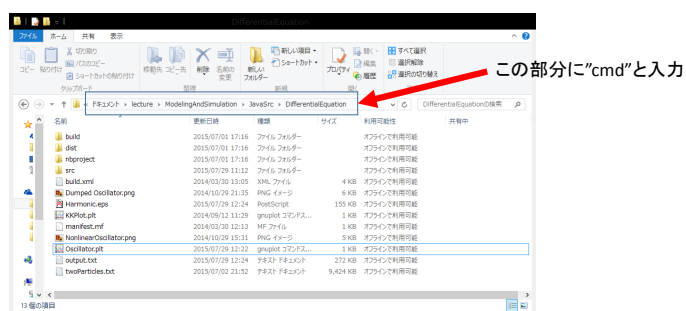 DifferentialEquation
ファイル ホーム 共有 表示
コピー 貼り付け
切り取り
パスのコピー
ショートカットの貼り付け
移動先 コピー先 削除 名前の変更
新しいフォルダー
新しい項目
ショートカット
プロパティ
開く
編集
履歴
すべて選択
選択解除
選択の切り替え
クリップボード 整理 新規 開く
この部分に"cmd"と入力
« ドキュメント › lecture › ModelingAndSimulation › JavaSrc › DifferentialEquation
DifferentialEquationの検索
名前 更新日時 種類 サイズ 利用可能性 共有中
build 2015/07/01 17:16 ファイル フォルダー オフラインで利用可能
dist 2015/07/01 17:16 ファイル フォルダー オフラインで利用可能
nbproject 2015/07/01 17:16 ファイル フォルダー オフラインで利用可能
src 2015/07/29 11:12 ファイル フォルダー オフラインで利用可能
build.xml 2014/03/30 13:05 XML ファイル 4 KB オフラインで利用可能
Dumped Oscillator.png 2014/10/29 21:35 PNG イメージ 6 KB オフラインで利用可能
Harmonic.eps 2015/07/29 12:24 PostScript 155 KB オフラインで利用可能
KKPlot.plt 2014/09/12 11:29 gnuplot コマンドス... 1 KB オフラインで利用可能
manifest.mf 2014/03/30 12:13 MF ファイル 1 KB オフラインで利用可能
NonlinearOscillator.png 2014/10/29 15:31 PNG イメージ 5 KB オフラインで利用可能
Oscillator.plt 2015/07/29 12:22 gnuplot コマンドス... 1 KB オフラインで利用可能
output.txt 2015/07/29 12:24 テキスト ドキュメント 272 KB オフラインで利用可能
twoParticles.txt 2015/07/02 21:52 テキスト ドキュメント 9,424 KB オフラインで利用可能
13 個の項目